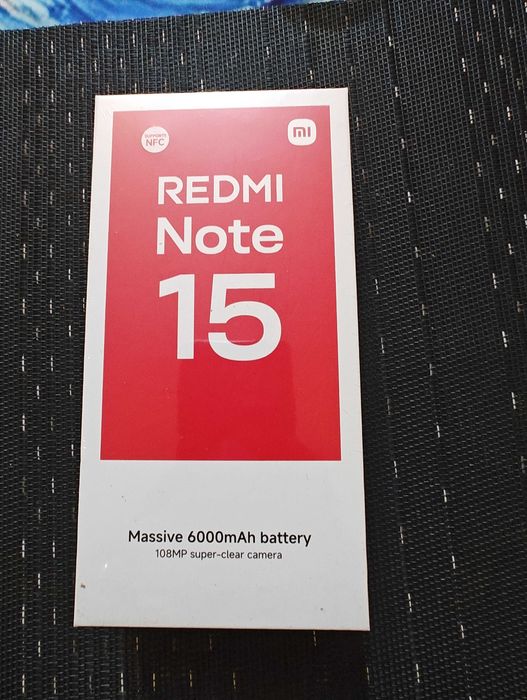 SUPPORTS
NFC
mi
REDMI
Note
15
Massive 6000mAh battery
108MP super-clear camera